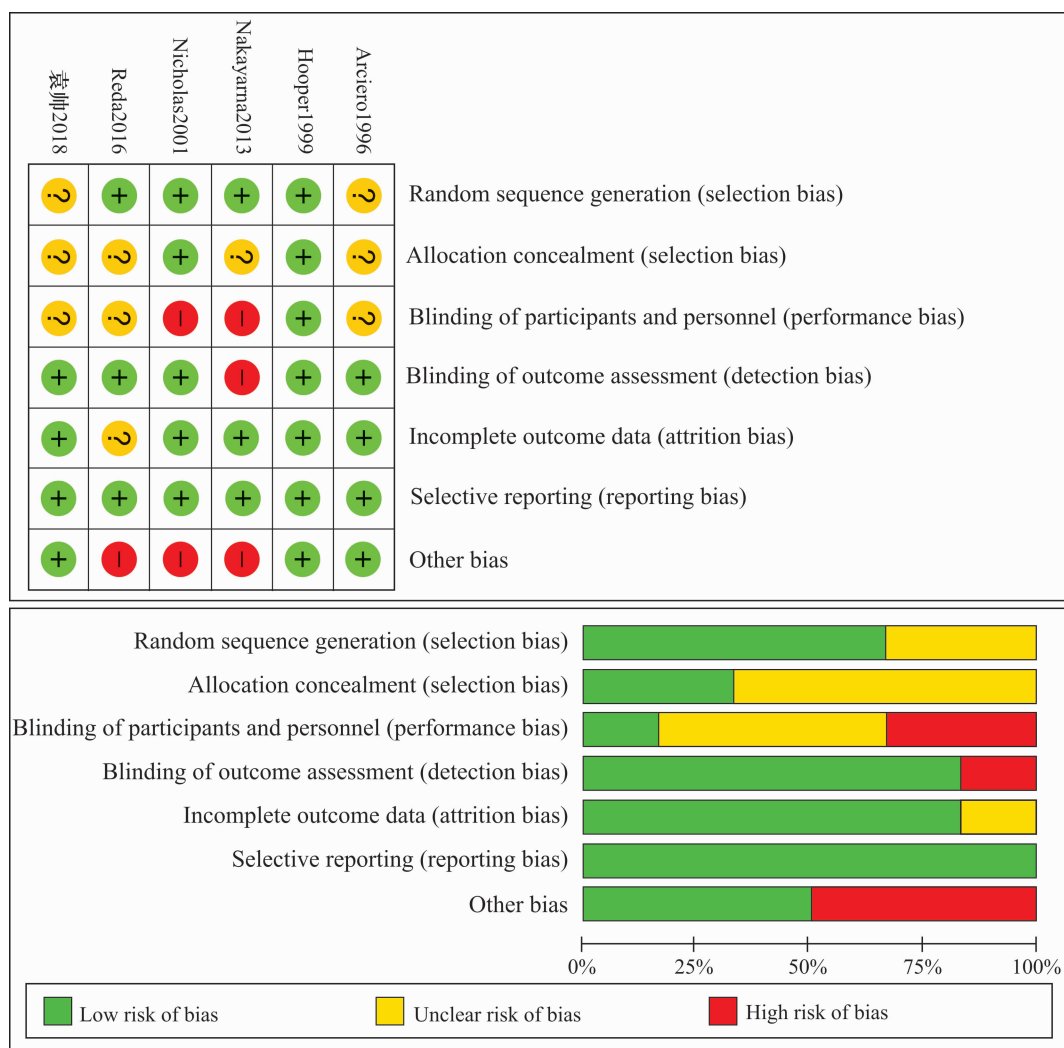 袁帅2018
Reda2016
Nicholas2001
Nakayarna2013
Hooper1999
Arciero1996
? + + + + ? Random sequence generation (selection bias)
? ? + ? + ? Allocation concealment (selection bias)
? ? − − + ? Blinding of participants and personnel (performance bias)
+ + + − + + Blinding of outcome assessment (detection bias)
+ ? + + + + Incomplete outcome data (attrition bias)
+ + + + + + Selective reporting (reporting bias)
+ − − − + + Other bias
Random sequence generation (selection bias)
Allocation concealment (selection bias)
Blinding of participants and personnel (performance bias)
Blinding of outcome assessment (detection bias)
Incomplete outcome data (attrition bias)
Selective reporting (reporting bias)
Other bias
0% 25% 50% 75% 100%
Low risk of bias Unclear risk of bias High risk of bias